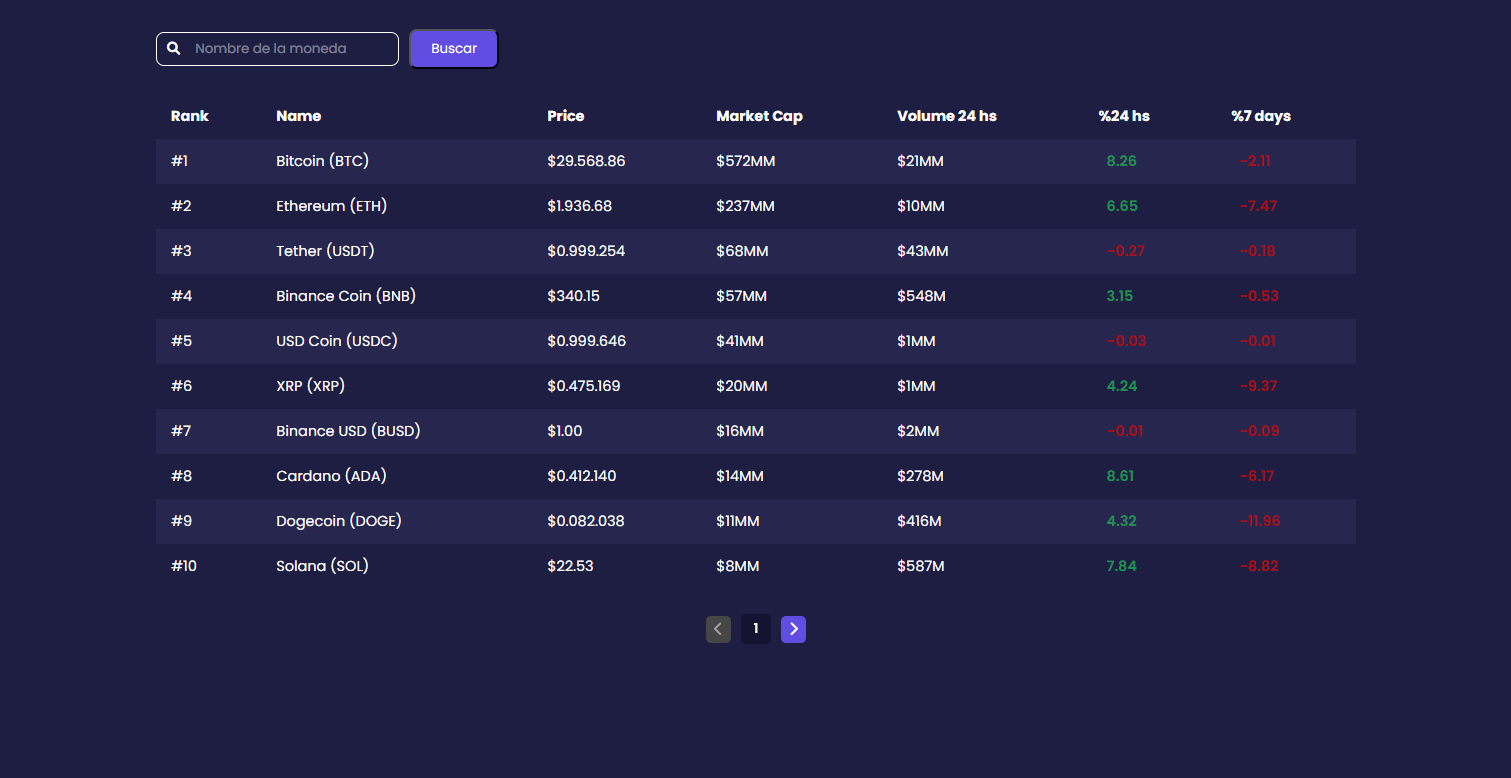 Nombre de la moneda Buscar
Rank Name Price Market Cap Volume 24 hs %24 hs %7 days
#1 Bitcoin (BTC) $29.568.86 $572MM $21MM 8.26 -2.11
#2 Ethereum (ETH) $1.936.68 $237MM $10MM 6.65 -7.47
#3 Tether (USDT) $0.999.254 $68MM $43MM -0.27 -0.18
#4 Binance Coin (BNB) $340.15 $57MM $548M 3.15 -0.53
#5 USD Coin (USDC) $0.999.646 $41MM $1MM -0.03 -0.01
#6 XRP (XRP) $0.475.169 $20MM $1MM 4.24 -9.37
#7 Binance USD (BUSD) $1.00 $16MM $2MM -0.01 -0.09
#8 Cardano (ADA) $0.412.140 $14MM $278M 8.61 -6.17
#9 Dogecoin (DOGE) $0.082.038 $11MM $416M 4.32 -11.96
#10 Solana (SOL) $22.53 $8MM $587M 7.84 -8.82
1